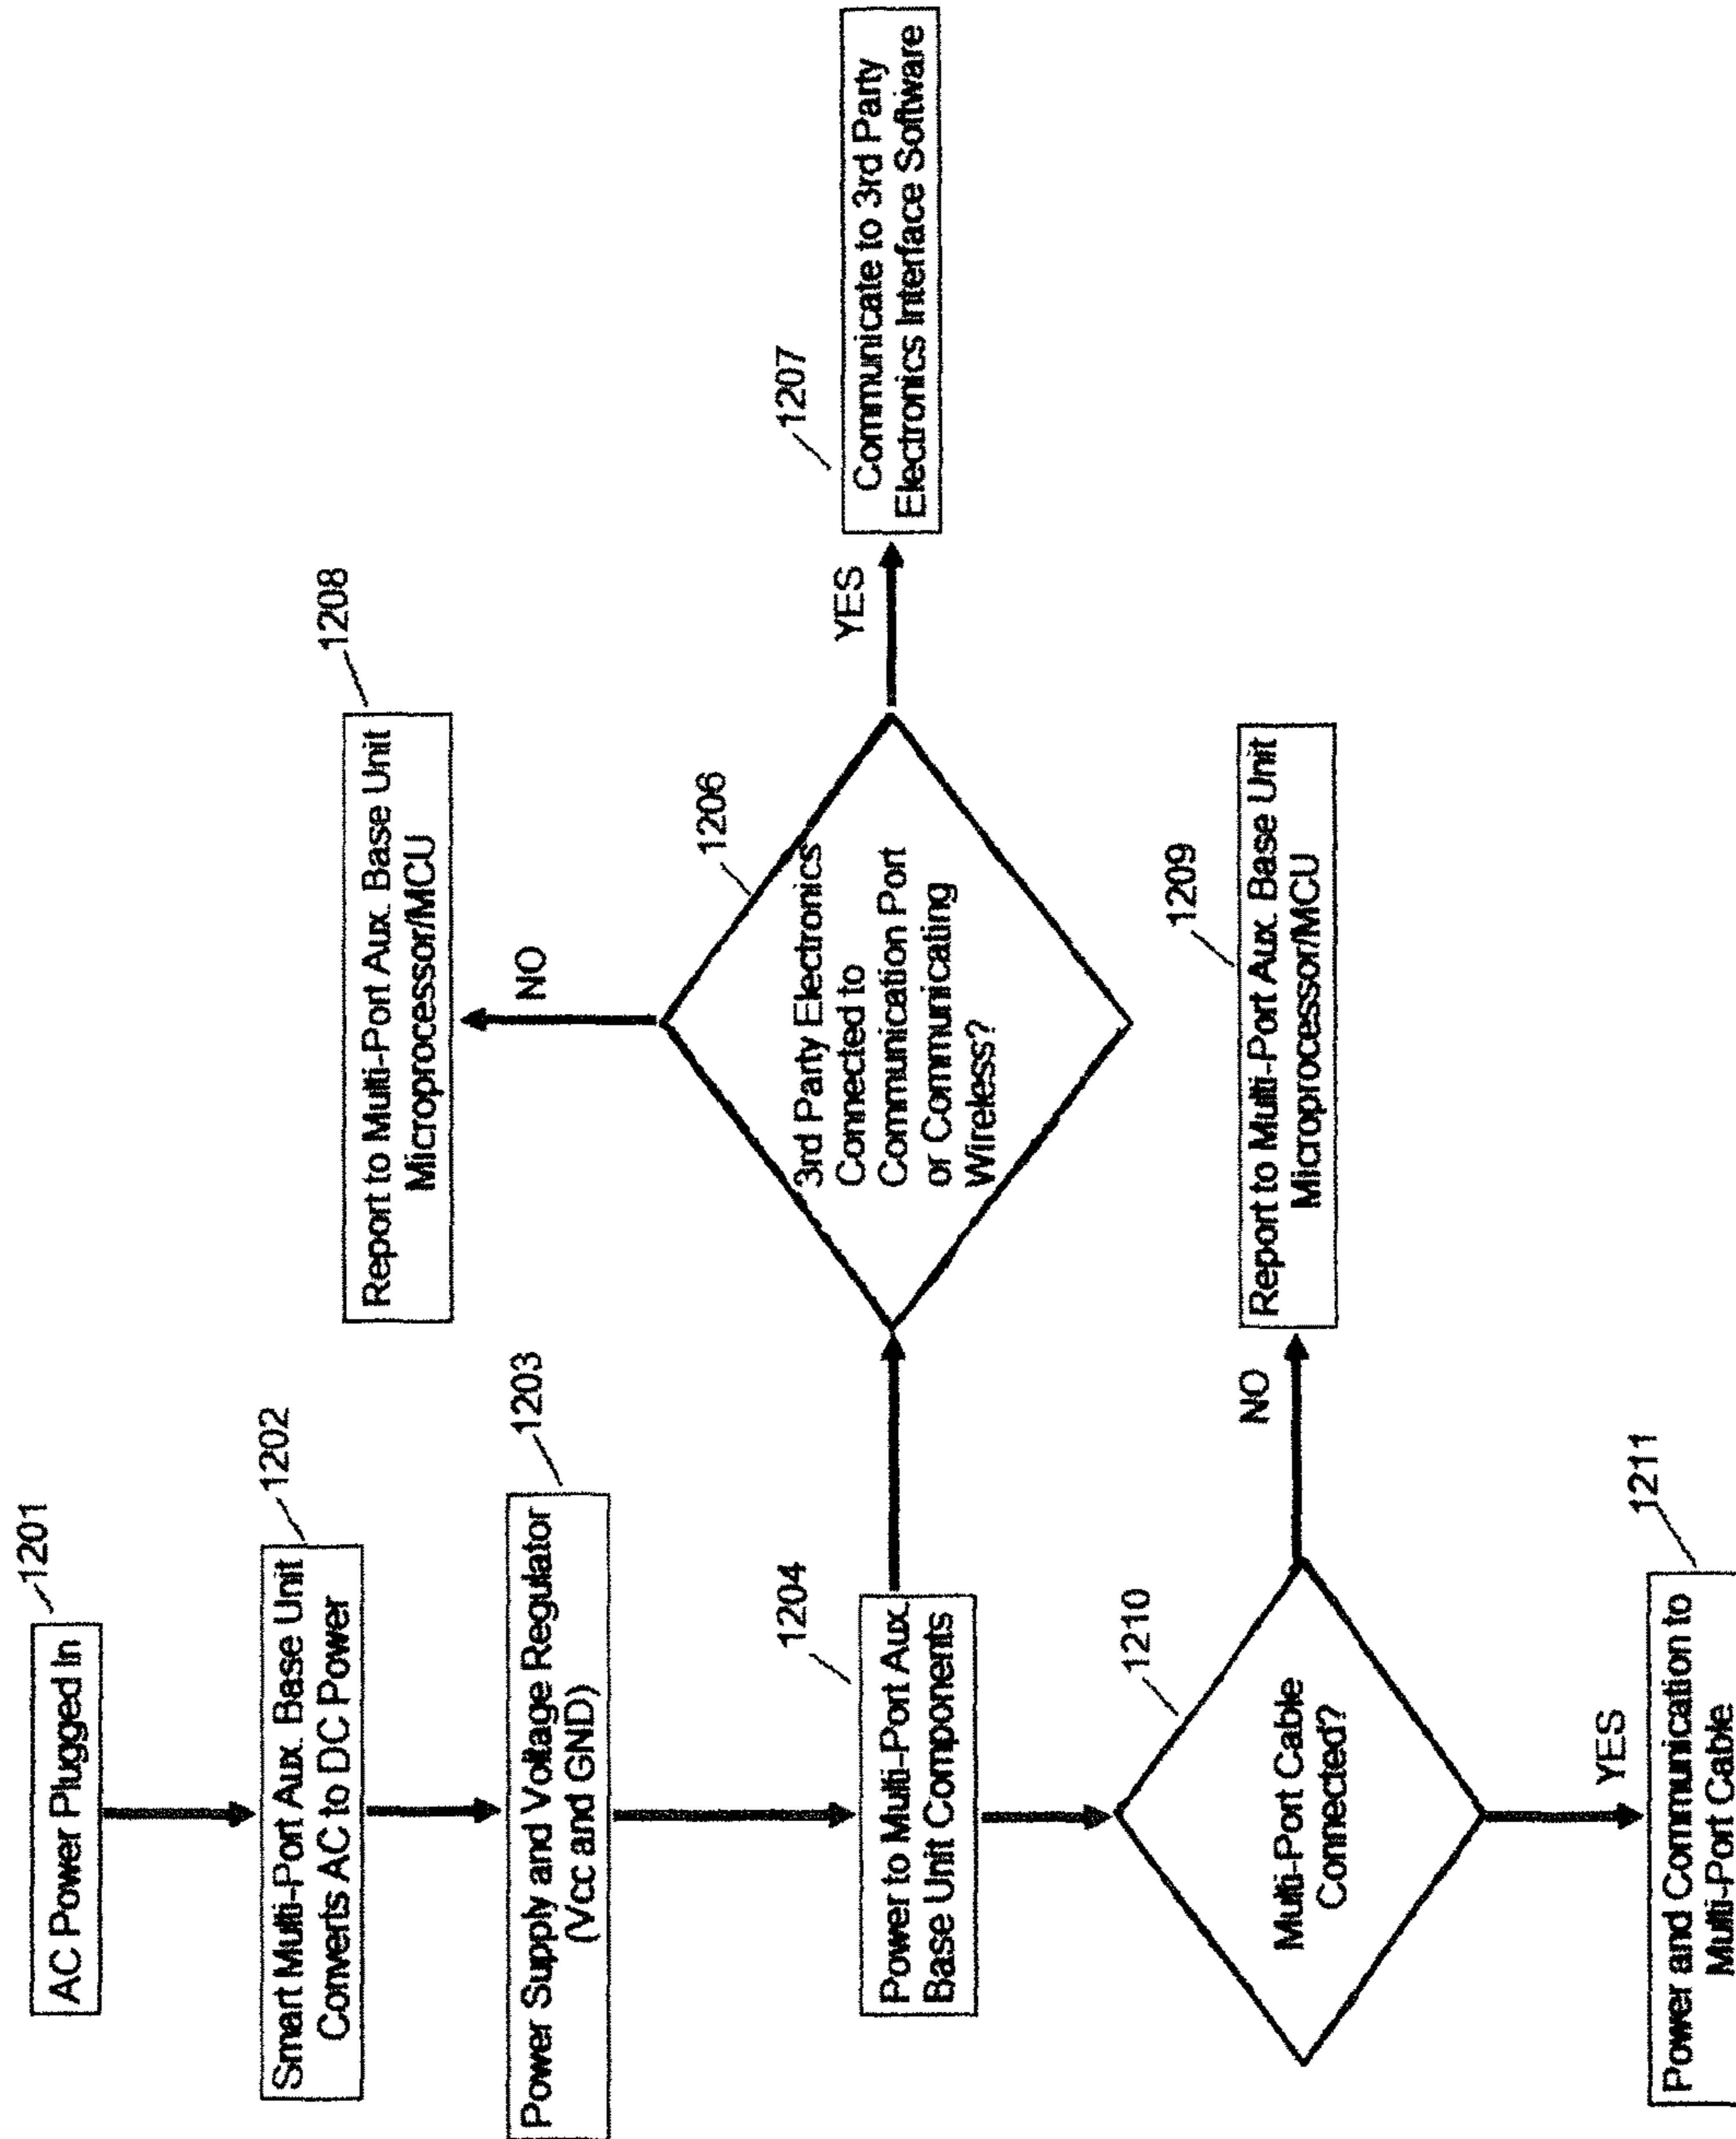 1201
AC Power Plugged In
1202
Smart Multi-Port Aux. Base Unit
Converts AC to DC Power
1203
Power Supply and Voltage Regulator
(Vcc and GND)
1204
Power to Multi-Port Aux.
Base Unit Components
1206
3rd Party Electronics
Connected to
Communication Port
or Communicating
Wireless?
NO
1208
Report to Multi-Port Aux. Base Unit
Microprocessor/MCU
YES
1207
Communicate to 3rd Party
Electronics Interface Software
1210
Multi-Port Cable
Connected?
NO
1209
Report to Multi-Port Aux. Base Unit
Microprocessor/MCU
YES
1211
Power and Communication to
Multi-Port Cable